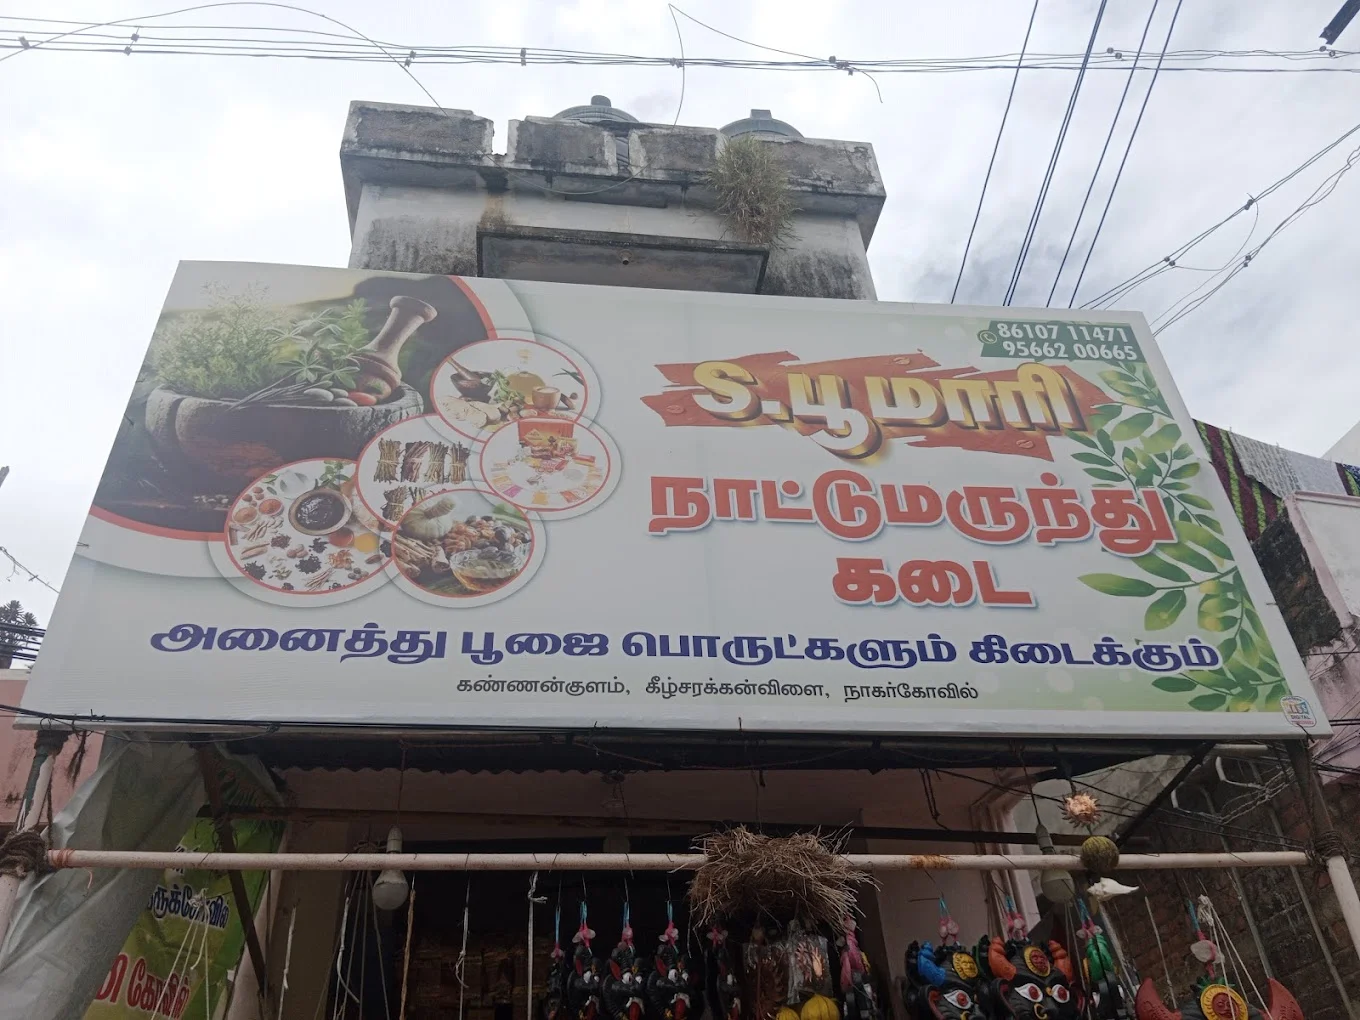 86107 11471
95662 00665
S.பூமாரி
நாட்டுமருந்து
கடை
அனைத்து பூஜை பொருட்களும் கிடைக்கும்
கண்ணன்குளம், கீழ்சரக்கன்விளை, நாகர்கோவில்